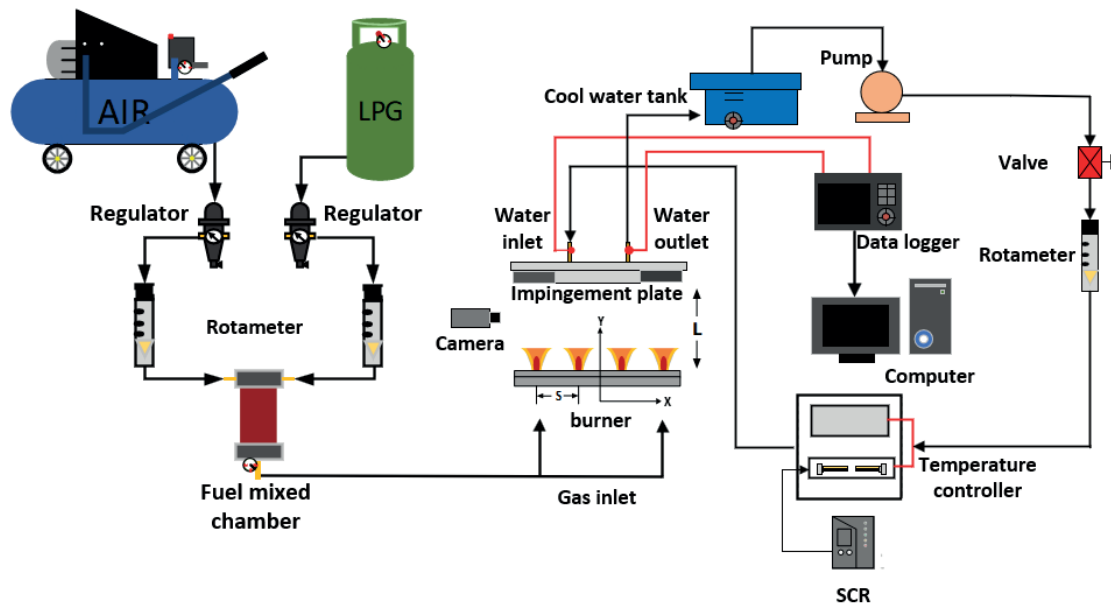 AIR
LPG
Regulator
Regulator
Rotameter
Fuel mixed
chamber
Gas inlet
Cool water tank
Pump
Valve
Rotameter
Water
inlet
Water
outlet
Data logger
Impingement plate
Camera
L
Y
X
S
burner
Computer
Temperature
controller
SCR